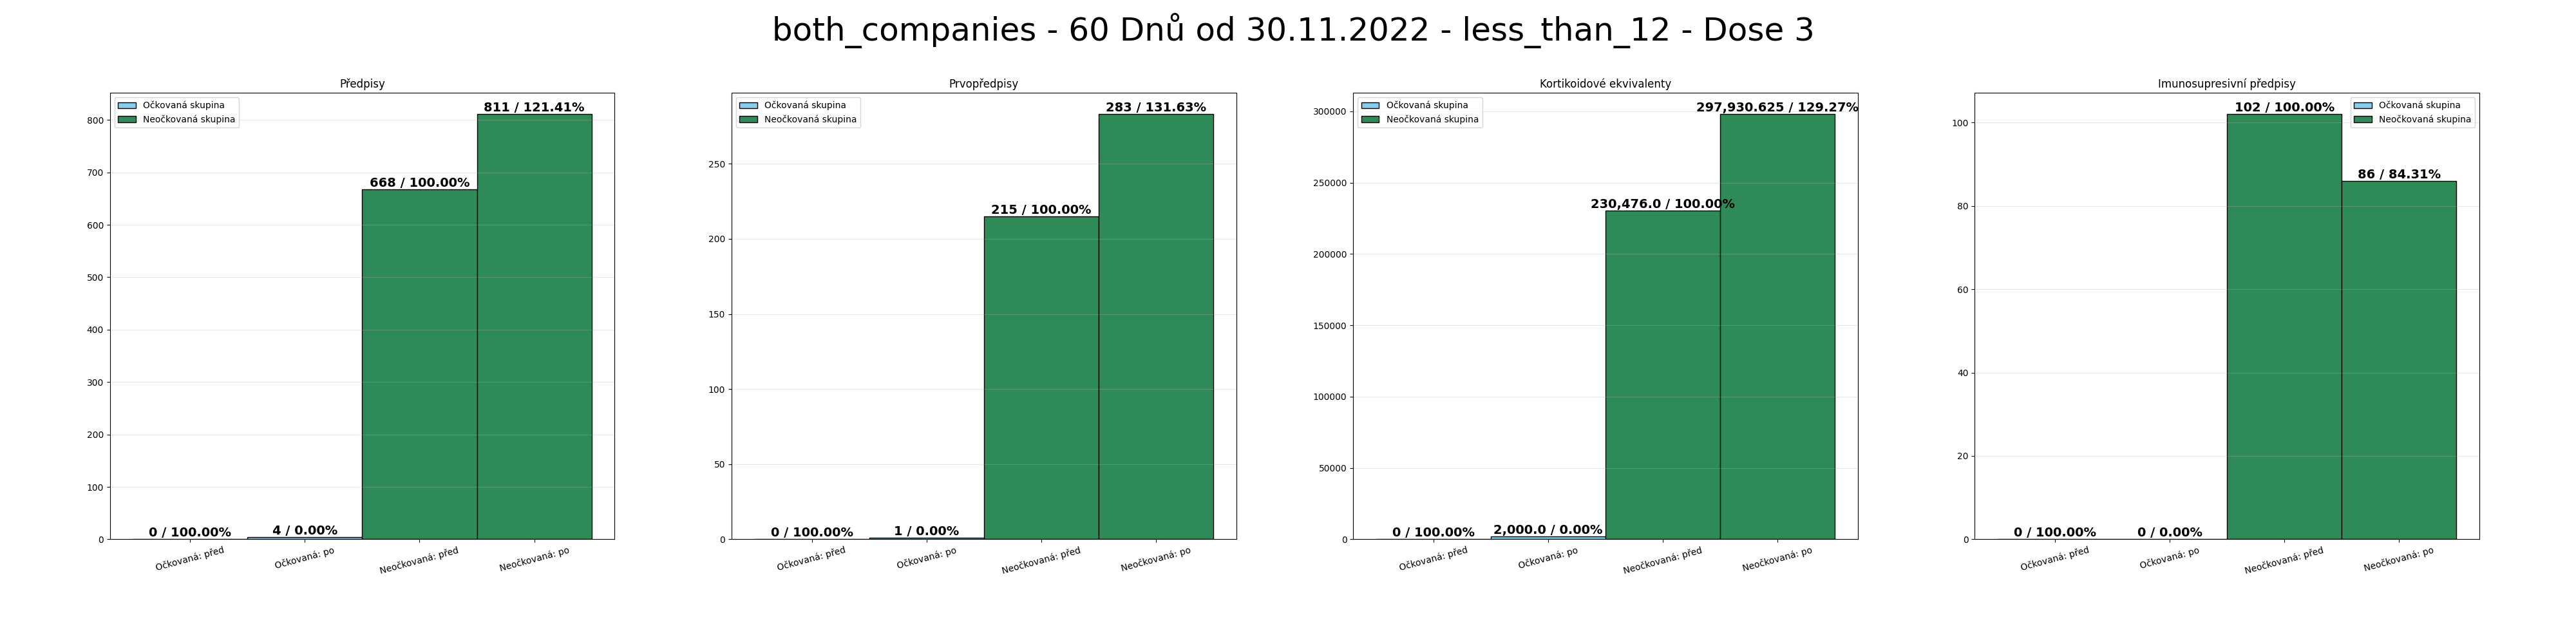 both_companies - 60 Dnů od 30.11.2022 - less_than_12 - Dose 3
Předpisy
Očkovaná skupina
Neočkovaná skupina
800
700
600
500
400
300
200
100
0
0 / 100.00%
4 / 0.00%
668 / 100.00%
811 / 121.41%
Očkovaná: před
Očkovaná: po
Neočkovaná: před
Neočkovaná: po
Prvopředpisy
Očkovaná skupina
Neočkovaná skupina
250
200
150
100
50
0
0 / 100.00%
1 / 0.00%
215 / 100.00%
283 / 131.63%
Očkovaná: před
Očkovaná: po
Neočkovaná: před
Neočkovaná: po
Kortikoidové ekvivalenty
Očkovaná skupina
Neočkovaná skupina
300000
250000
200000
150000
100000
50000
0
0 / 100.00%
2,000.0 / 0.00%
230,476.0 / 100.00%
297,930.625 / 129.27%
Očkovaná: před
Očkovaná: po
Neočkovaná: před
Neočkovaná: po
Imunosupresivní předpisy
Očkovaná skupina
Neočkovaná skupina
100
80
60
40
20
0
0 / 100.00%
0 / 0.00%
102 / 100.00%
86 / 84.31%
Očkovaná: před
Očkovaná: po
Neočkovaná: před
Neočkovaná: po